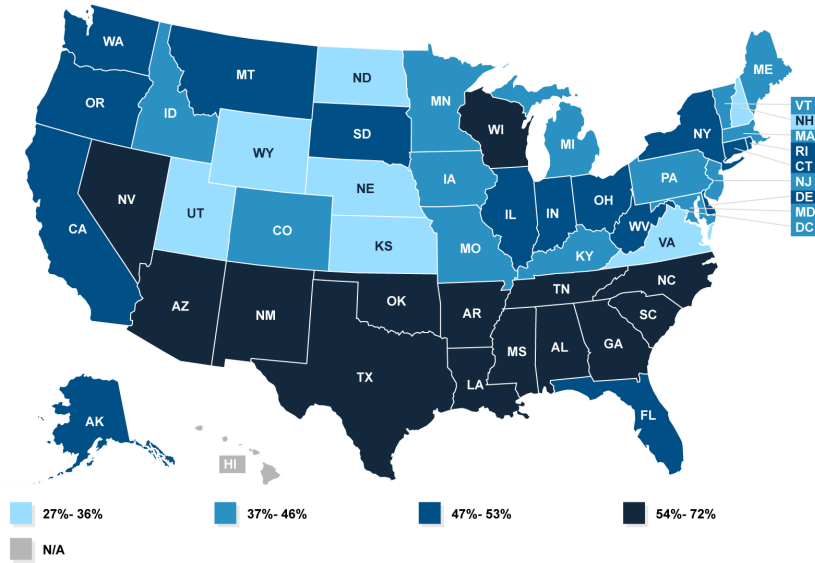 WA
MT
ND
MN
ME
OR
ID
SD
WI
MI
NY
VT
NH
MA
RI
CT
NJ
DE
MD
DC
WY
IA
PA
NV
UT
NE
IL
IN
OH
WV
VA
CA
CO
KS
MO
KY
AZ
NM
OK
AR
TN
NC
SC
TX
LA
MS
AL
GA
FL
AK
HI
27%- 36%
37%- 46%
47%- 53%
54%- 72%
N/A